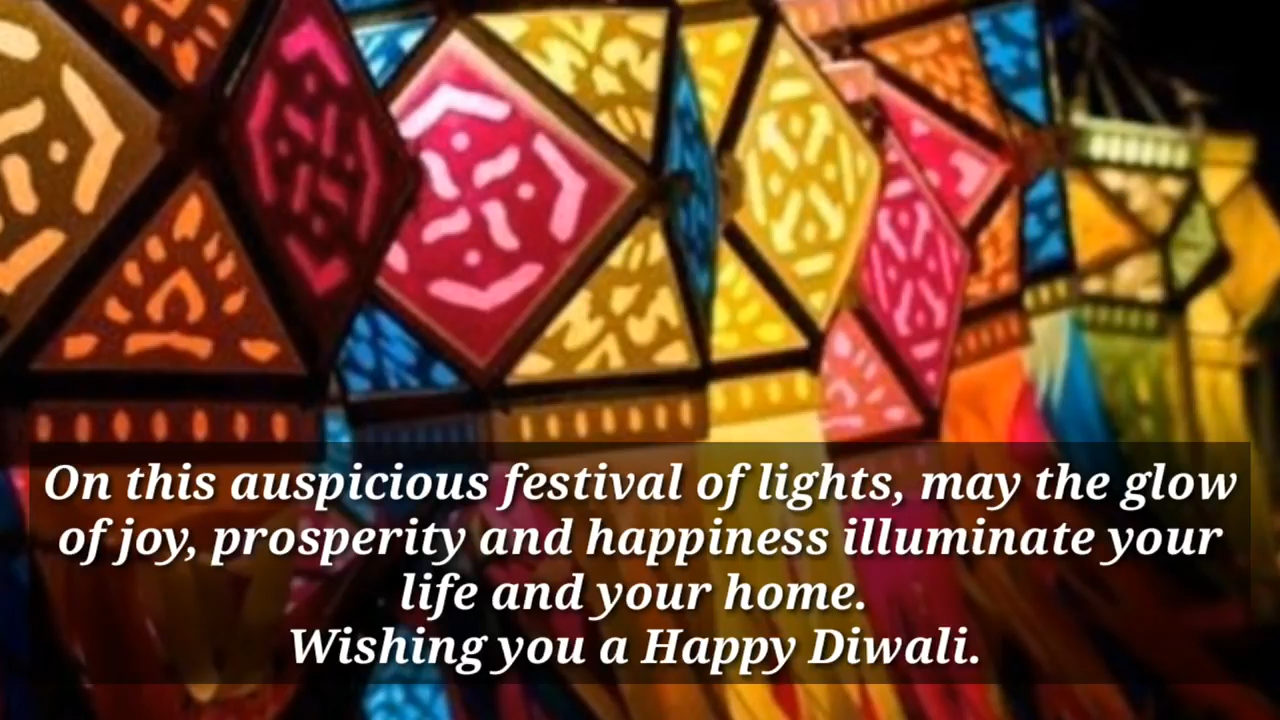 On this auspicious festival of lights, may the glow
of joy, prosperity and happiness illuminate your
life and your home.
Wishing you a Happy Diwali.